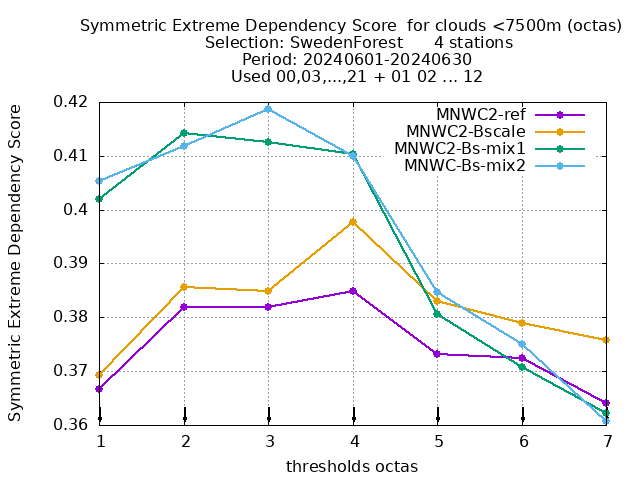 Symmetric Extreme Dependency Score  for clouds <7500m (octas)
Selection: SwedenForest      4 stations
Period: 20240601-20240630
Used 00,03,...,21 + 01 02 ... 12
Symmetric Extreme Dependency Score
0.42
0.41
0.4
0.39
0.38
0.37
0.36
MNWC2-ref
MNWC2-Bscale
MNWC2-Bs-mix1
MNWC-Bs-mix2
1 2 3 4 5 6 7
thresholds octas